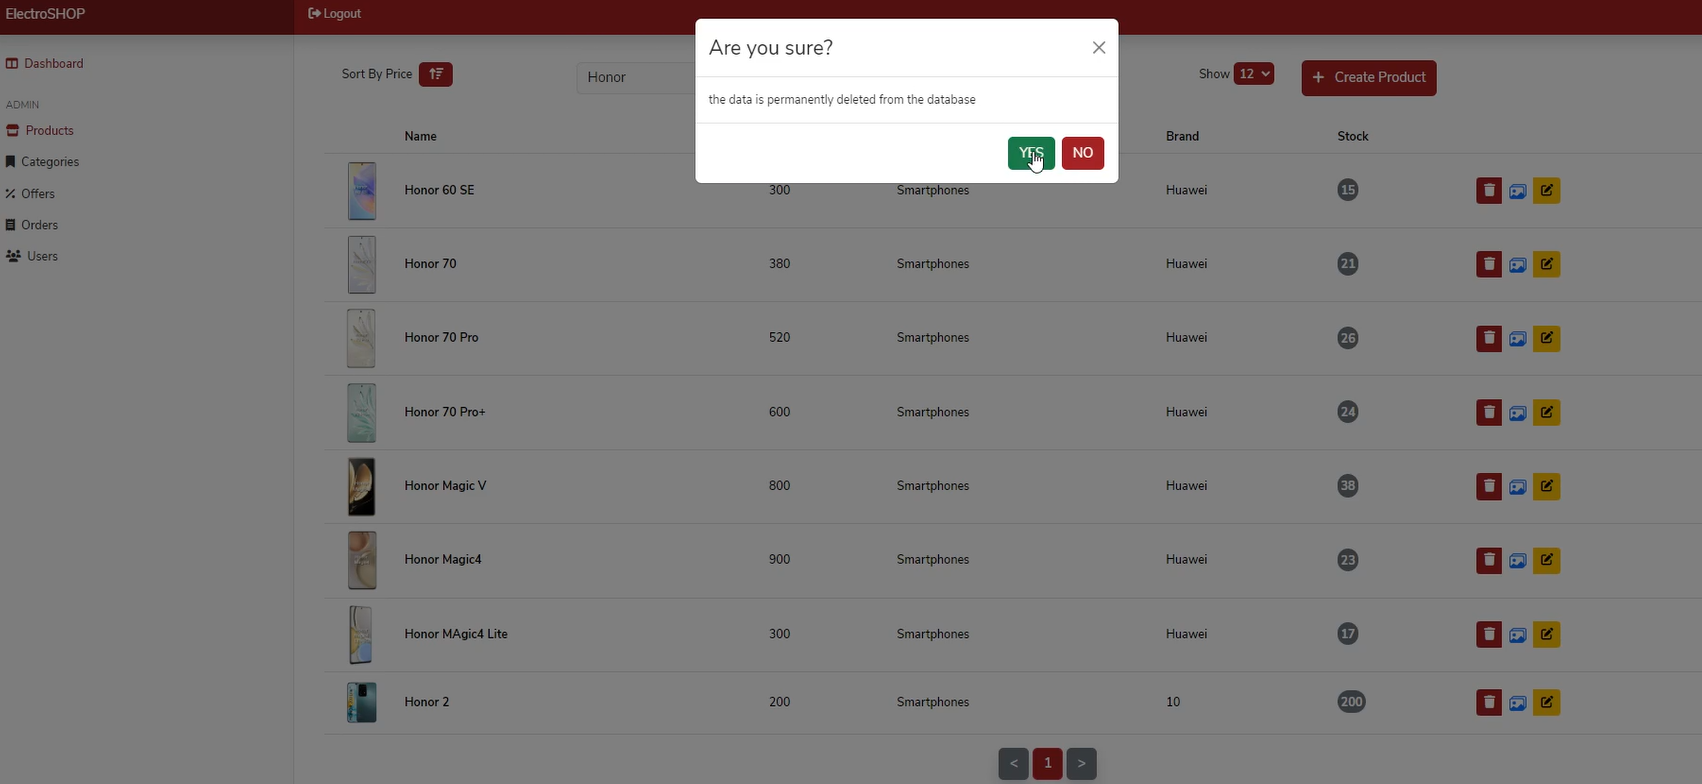 ElectroSHOP
Logout
Are you sure?
the data is permanently deleted from the database
YES
NO
Dashboard
ADMIN
Products
Categories
Offers
Orders
Users
Sort By Price
Honor
Show 12
+ Create Product
Name Brand Stock
Honor 60 SE 300 Smartphones Huawei 15
Honor 70 380 Smartphones Huawei 21
Honor 70 Pro 520 Smartphones Huawei 26
Honor 70 Pro+ 600 Smartphones Huawei 24
Honor Magic V 800 Smartphones Huawei 38
Honor Magic4 900 Smartphones Huawei 23
Honor MAgic4 Lite 300 Smartphones Huawei 17
Honor 2 200 Smartphones 10 200
< 1 >